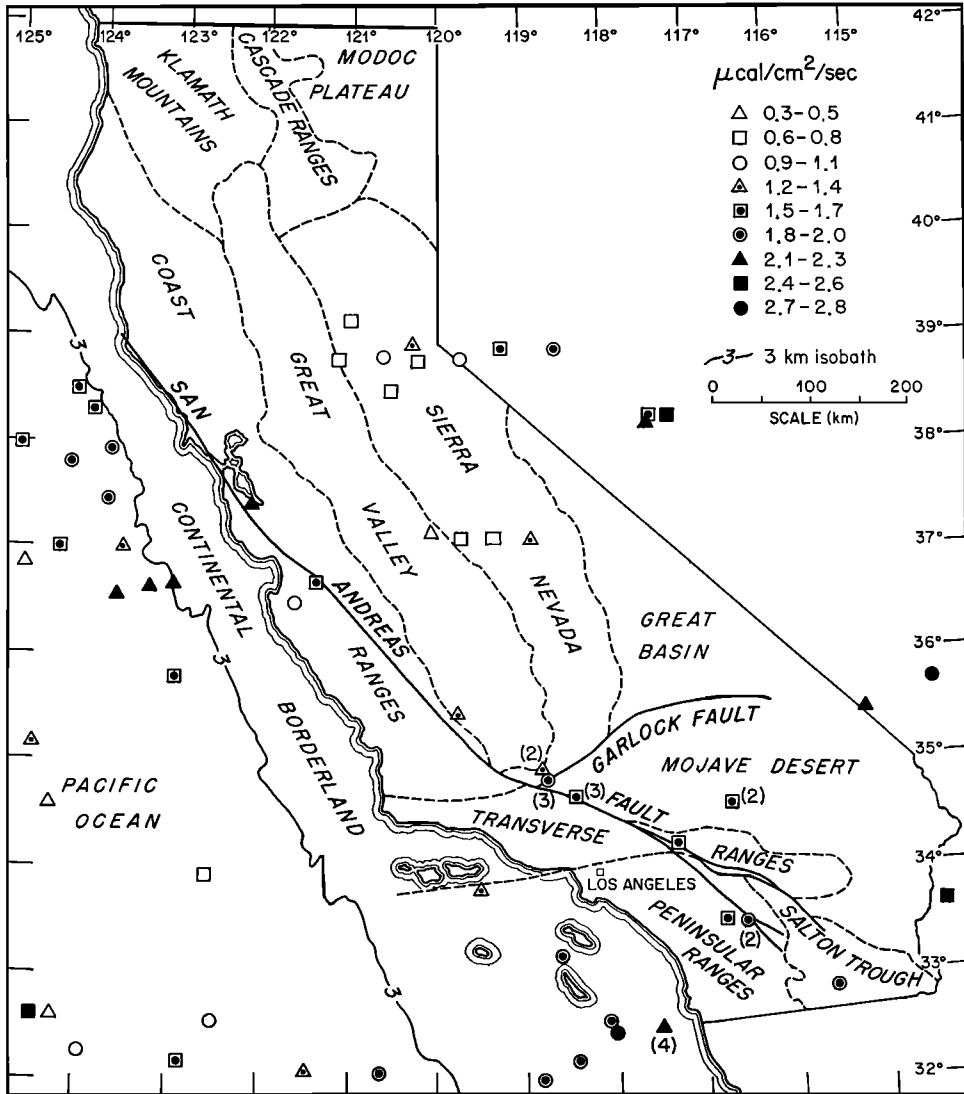 125° 124° 123° 122° 121° 120° 119° 118° 117° 116° 115° 42°
KLAMATH
MOUNTAINS
CASCADE RANGES
MODOC
PLATEAU
μcal/cm²/sec
0.3-0.5
0.6-0.8
0.9-1.1
1.2-1.4
1.5-1.7
1.8-2.0
2.1-2.3
2.4-2.6
2.7-2.8
3 3 km isobath
0 100 200
SCALE (km)
41°
40°
39°
38°
37°
36°
35°
34°
33°
32°
COAST
RANGES
GREAT
VALLEY
SIERRA
NEVADA
SAN
ANDREAS
FAULT
3
CONTINENTAL
BORDERLAND
3
GREAT
BASIN
GARLOCK FAULT
(2)
(3)
(3)
MOJAVE DESERT
(2)
PACIFIC
OCEAN
TRANSVERSE
RANGES
LOS ANGELES
PENINSULAR
RANGES
(2)
SALTON TROUGH
3
(4)